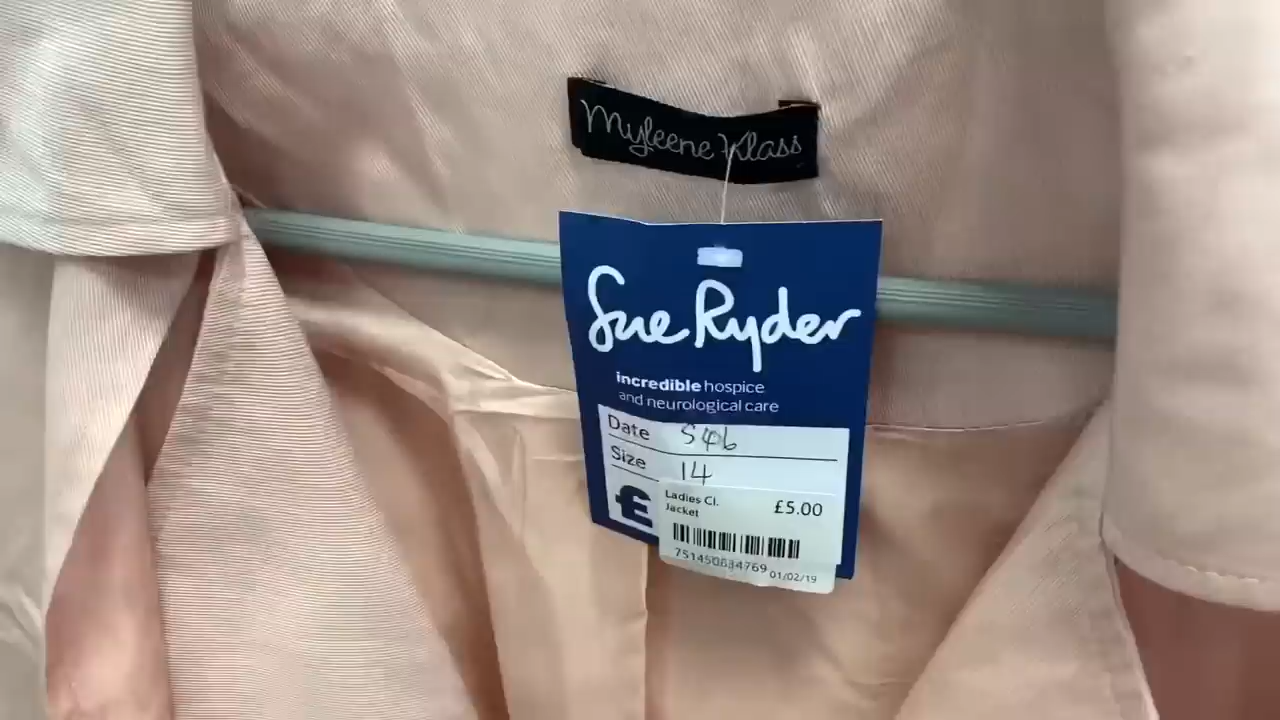 Myleene Klass
Sue Ryder
incredible hospice
and neurological care
Date S46
Size 14
£
Ladies Cl.
Jacket
£5.00
751450834769 01/02/19